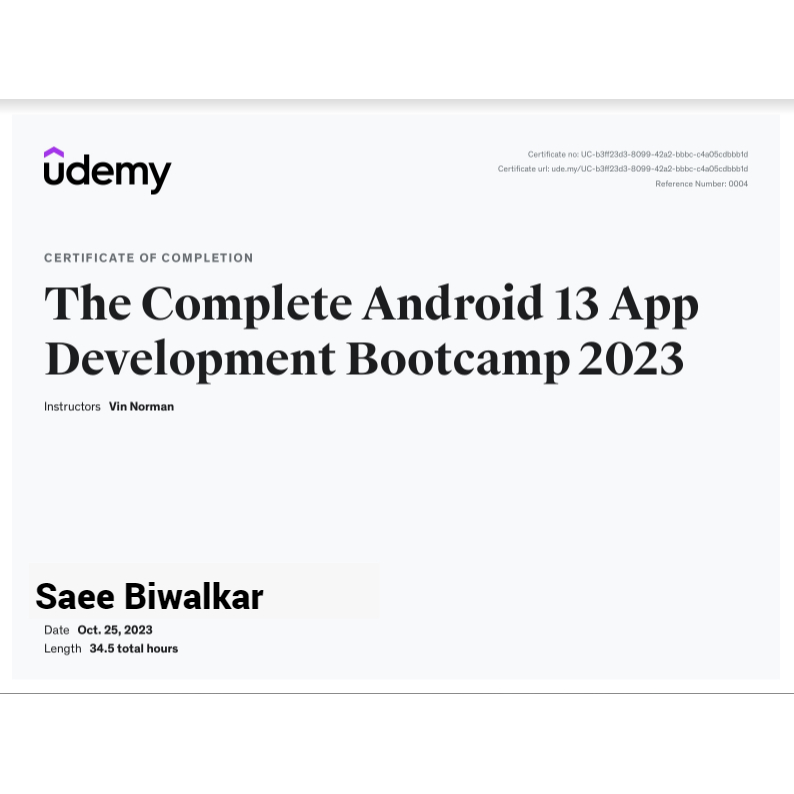 udemy
Certificate no: UC-b3ff23d3-8099-42a2-bbbc-c4a05cdbbb1d
Certificate url: ude.my/UC-b3ff23d3-8099-42a2-bbbc-c4a05cdbbb1d
Reference Number: 0004
CERTIFICATE OF COMPLETION
The Complete Android 13 App
Development Bootcamp 2023
Instructors Vin Norman
Saee Biwalkar
Date Oct. 25, 2023
Length 34.5 total hours